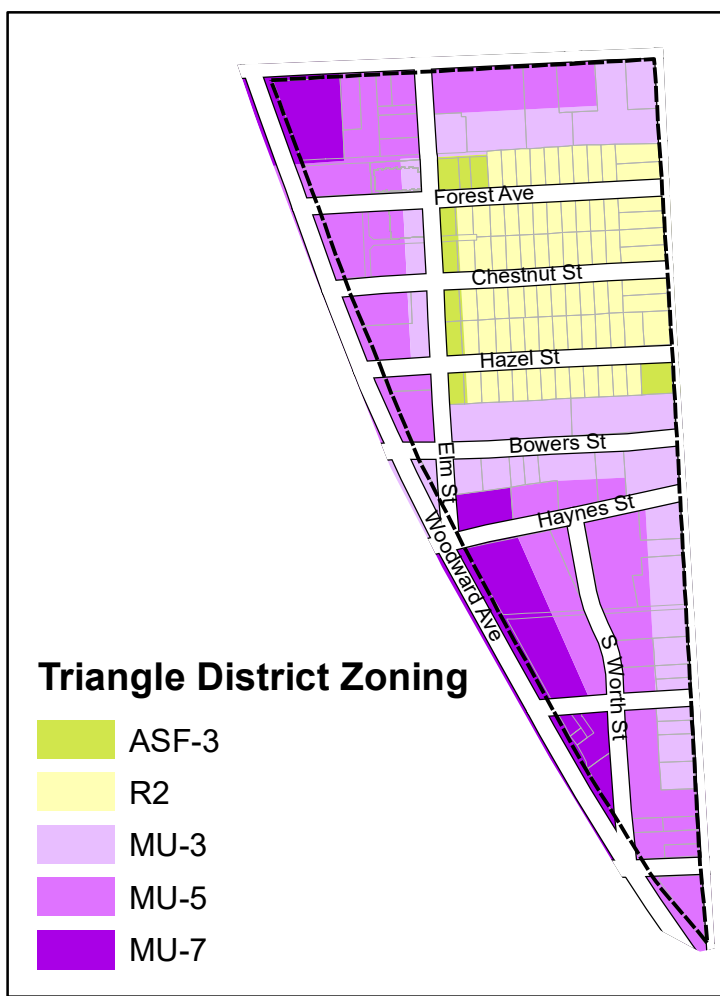 Forest Ave
Chestnut St
Hazel St
Bowers St
Elm St
Haynes St
Woodward Ave
S Worth St
Triangle District Zoning
ASF-3
R2
MU-3
MU-5
MU-7